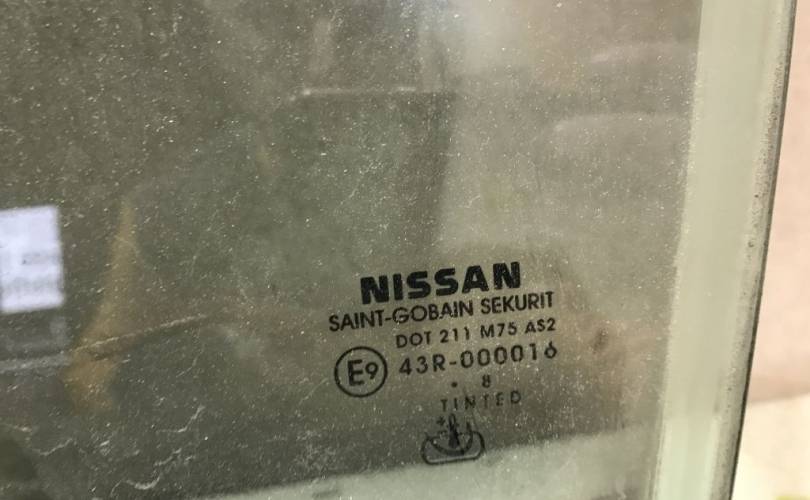 NISSAN
SAINT-GOBAIN SEKURIT
DOT 211 M75 AS2
E9 43R-000016
. 8
TINTED